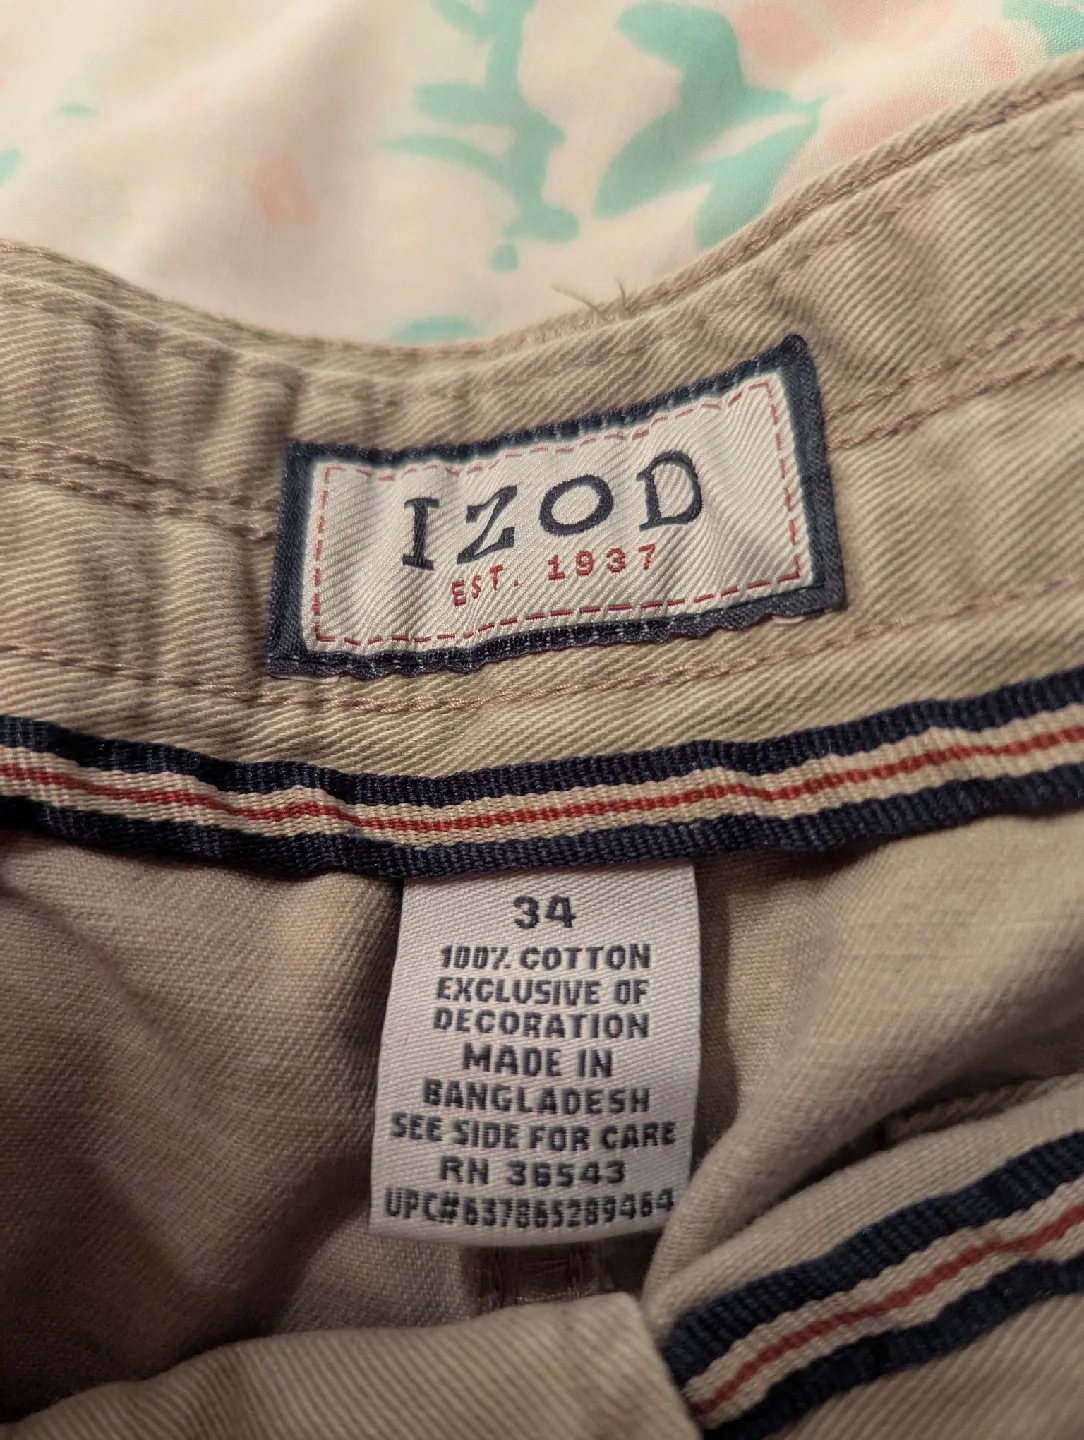 IZOD
EST. 1937
34
100% COTTON
EXCLUSIVE OF
DECORATION
MADE IN
BANGLADESH
SEE SIDE FOR CARE
RN 36543
UPC#637865289464